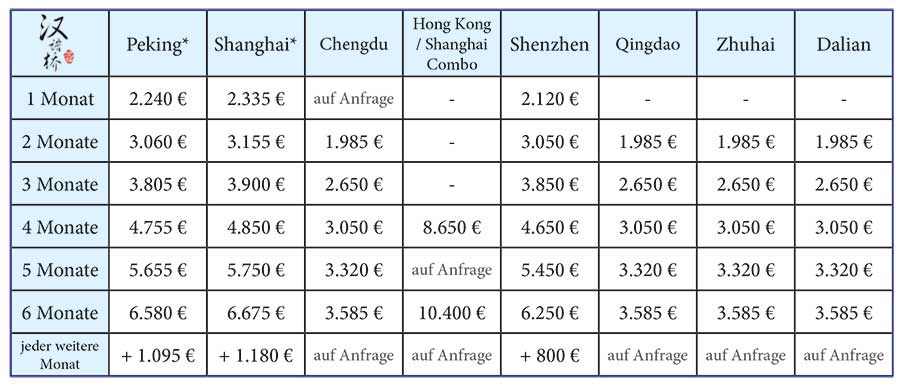 汉语桥
Peking*
Shanghai*
Chengdu
Hong Kong
/ Shanghai
Combo
Shenzhen
Qingdao
Zhuhai
Dalian
1 Monat 2.240 € 2.335 € auf Anfrage - 2.120 € - - -
2 Monate 3.060 € 3.155 € 1.985 € - 3.050 € 1.985 € 1.985 € 1.985 €
3 Monate 3.805 € 3.900 € 2.650 € - 3.850 € 2.650 € 2.650 € 2.650 €
4 Monate 4.755 € 4.850 € 3.050 € 8.650 € 4.650 € 3.050 € 3.050 € 3.050 €
5 Monate 5.655 € 5.750 € 3.320 € auf Anfrage 5.450 € 3.320 € 3.320 € 3.320 €
6 Monate 6.580 € 6.675 € 3.585 € 10.400 € 6.250 € 3.585 € 3.585 € 3.585 €
jeder weitere
Monat
+ 1.095 € + 1.180 € auf Anfrage auf Anfrage + 800 € auf Anfrage auf Anfrage auf Anfrage